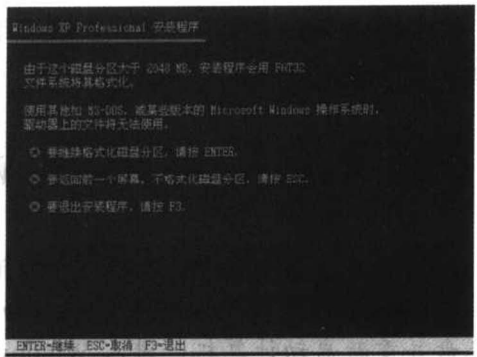 Windows XP Professional 安装程序
由于这个磁盘分区大于 2048 MB，安装程序会用 FAT32
文件系统将其格式化。
使用其他如 MS-DOS，或某些版本的 Microsoft Windows 操作系统时，
驱动器上的文件将无法使用。
○ 要继续格式化磁盘分区，请按 ENTER。
○ 要返回前一个屏幕，不格式化磁盘分区，请按 ESC。
○ 要退出安装程序，请按 F3。
ENTER=继续 ESC=取消 F3=退出